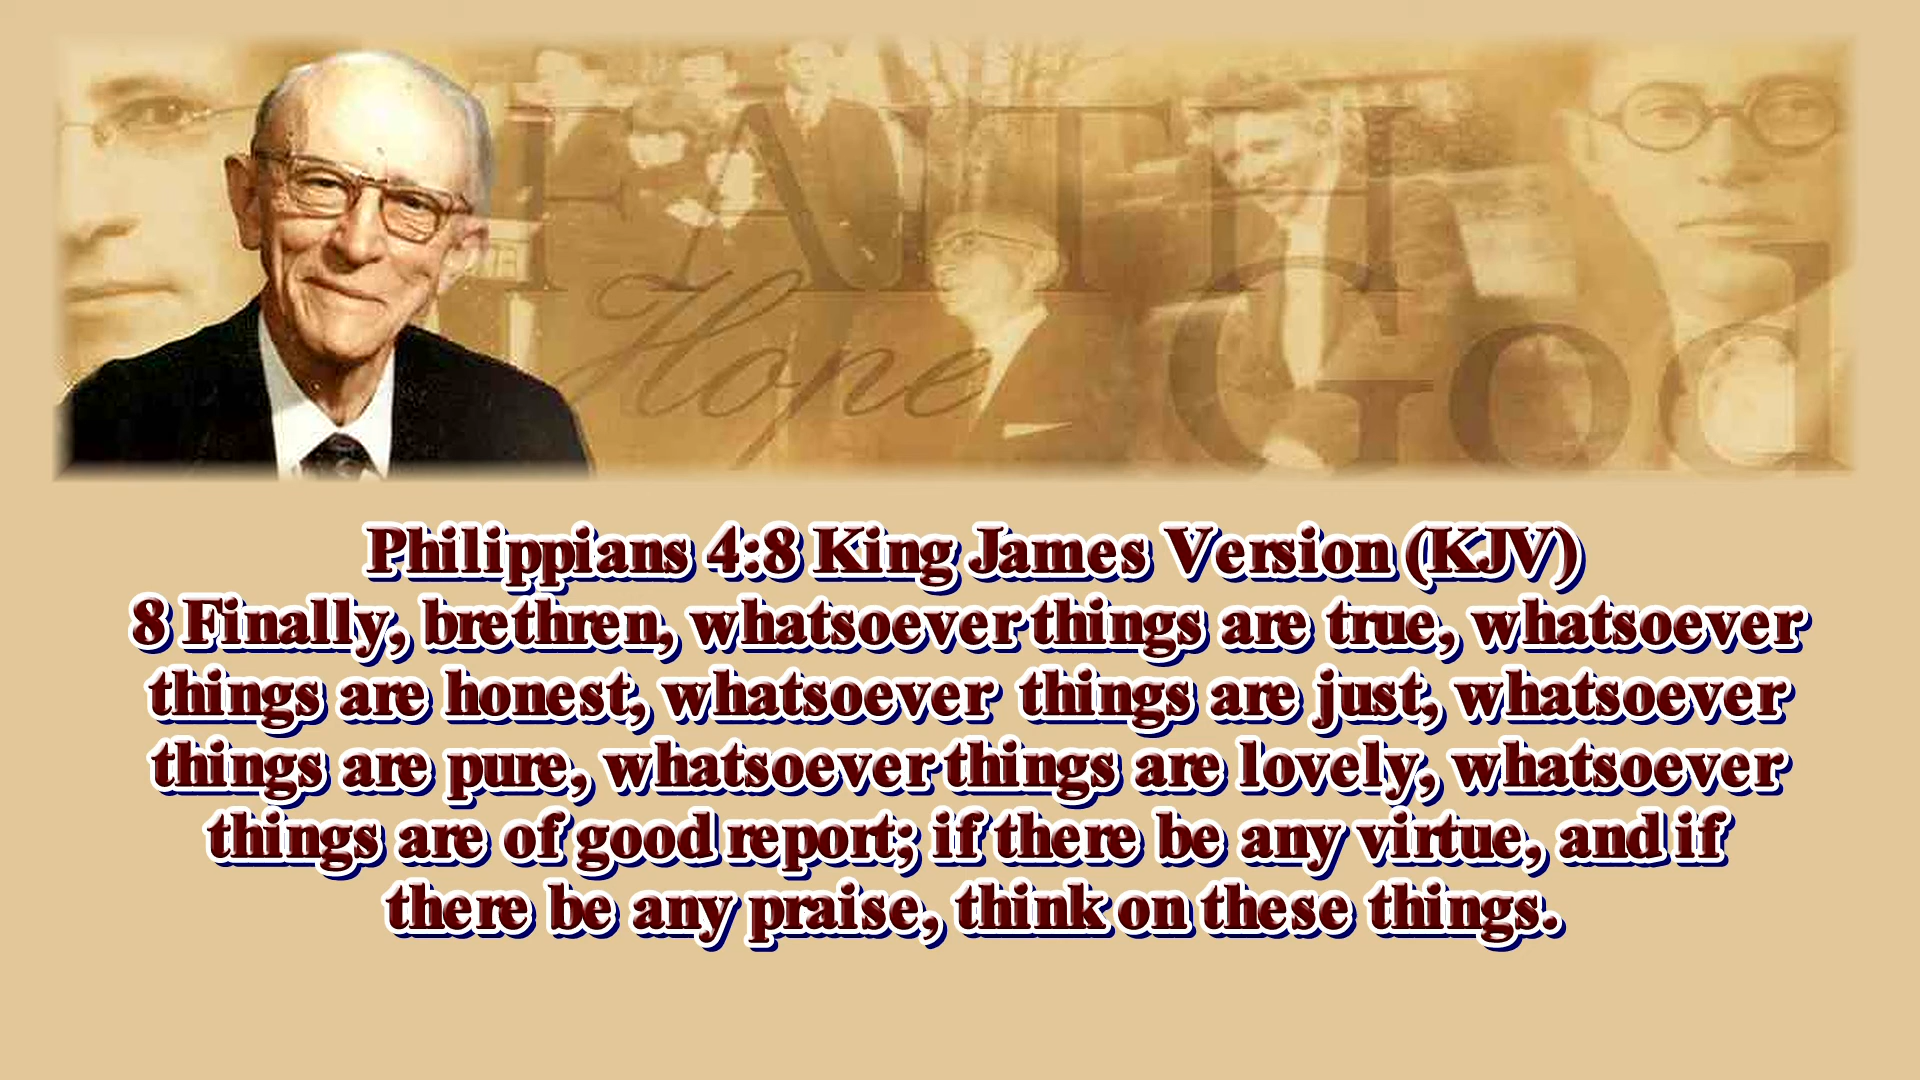 FAITH
Hope
God
Philippians 4:8 King James Version (KJV)
8 Finally, brethren, whatsoever things are true, whatsoever
things are honest, whatsoever things are just, whatsoever
things are pure, whatsoever things are lovely, whatsoever
things are of good report; if there be any virtue, and if
there be any praise, think on these things.